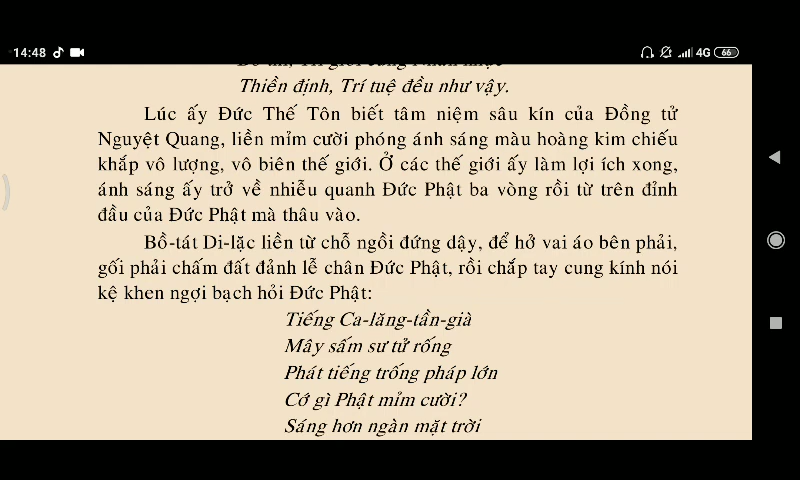 14:48
4G 66
Thiền định, Trí tuệ đều như vậy.
Lúc ấy Đức Thế Tôn biết tâm niệm sâu kín của Đồng tử
Nguyệt Quang, liền mỉm cười phóng ánh sáng màu hoàng kim chiếu
khắp vô lượng, vô biên thế giới. Ở các thế giới ấy làm lợi ích xong,
ánh sáng ấy trở về nhiễu quanh Đức Phật ba vòng rồi từ trên đỉnh
đầu của Đức Phật mà thâu vào.
Bồ-tát Di-lặc liền từ chỗ ngồi đứng dậy, để hở vai áo bên phải,
gối phải chấm đất đảnh lễ chân Đức Phật, rồi chắp tay cung kính nói
kệ khen ngợi bạch hỏi Đức Phật:
Tiếng Ca-lăng-tần-già
Mây sấm sư tử rống
Phát tiếng trống pháp lớn
Cớ gì Phật mỉm cười?
Sáng hơn ngàn mặt trời